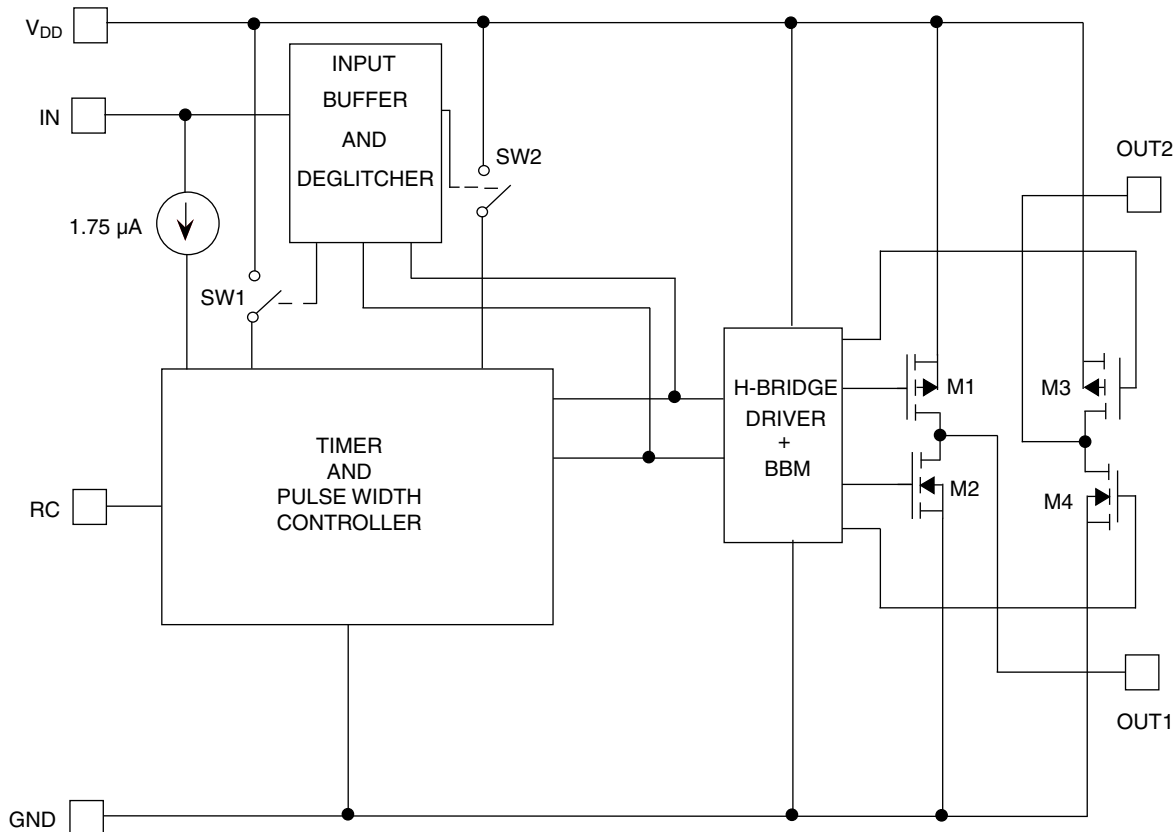 VDD
INPUT
BUFFER
AND
DEGLITCHER
IN
SW2
OUT2
1.75 µA
SW1
H-BRIDGE
DRIVER
+
BBM
M1
M3
TIMER
AND
PULSE WIDTH
CONTROLLER
M2
M4
RC
OUT1
GND